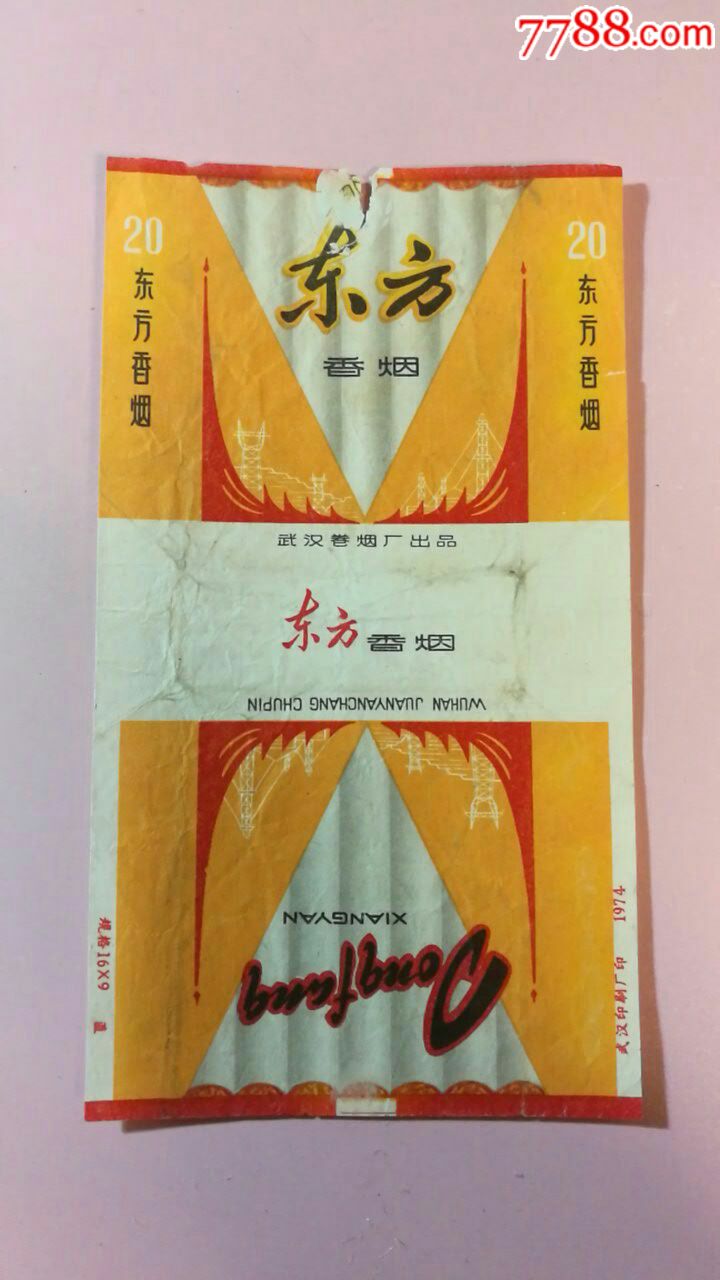 7788.com
20
东方香烟
东方
香烟
20
东方香烟
武汉卷烟厂出品
东方香烟
WUHAN JUANYANCHANG CHUPIN
XIANGYAN
Dongfang
规格16X9
武汉印刷厂印 1974